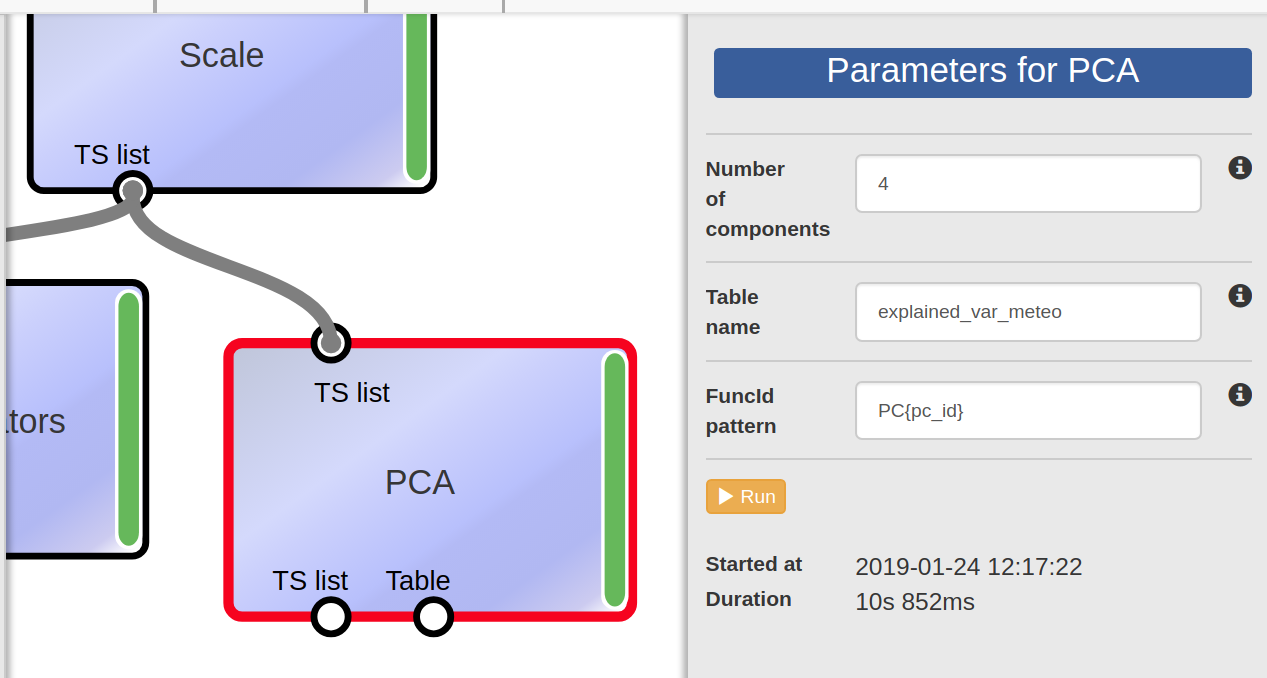 Scale
TS list
ators
TS list
PCA
TS list Table
Parameters for PCA
Number
of
components
4
Table
name
explained_var_meteo
FuncId
pattern
PC{pc_id}
Run
Started at 2019-01-24 12:17:22
Duration 10s 852ms